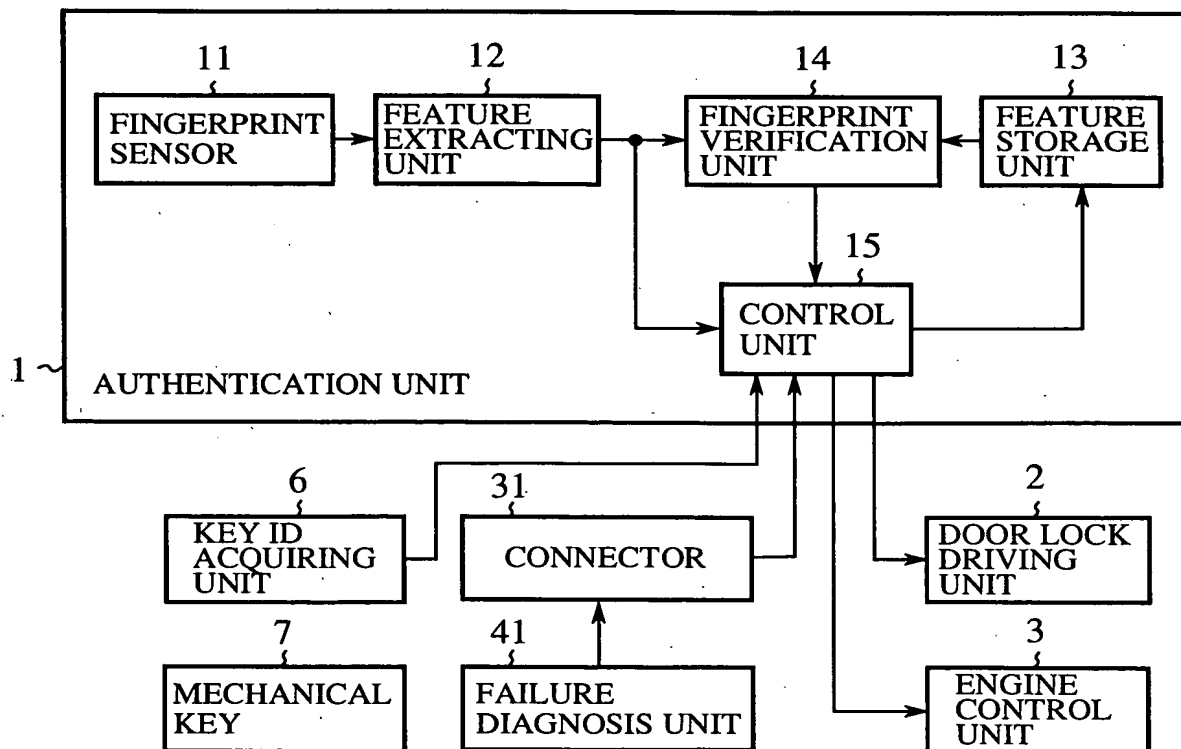 11
12
14
13
FINGERPRINT
SENSOR
FEATURE
EXTRACTING
UNIT
FINGERPRINT
VERIFICATION
UNIT
FEATURE
STORAGE
UNIT
15
CONTROL
UNIT
1
AUTHENTICATION UNIT
6
31
2
KEY ID
ACQUIRING
UNIT
CONNECTOR
DOOR LOCK
DRIVING
UNIT
7
41
3
MECHANICAL
KEY
FAILURE
DIAGNOSIS UNIT
ENGINE
CONTROL
UNIT